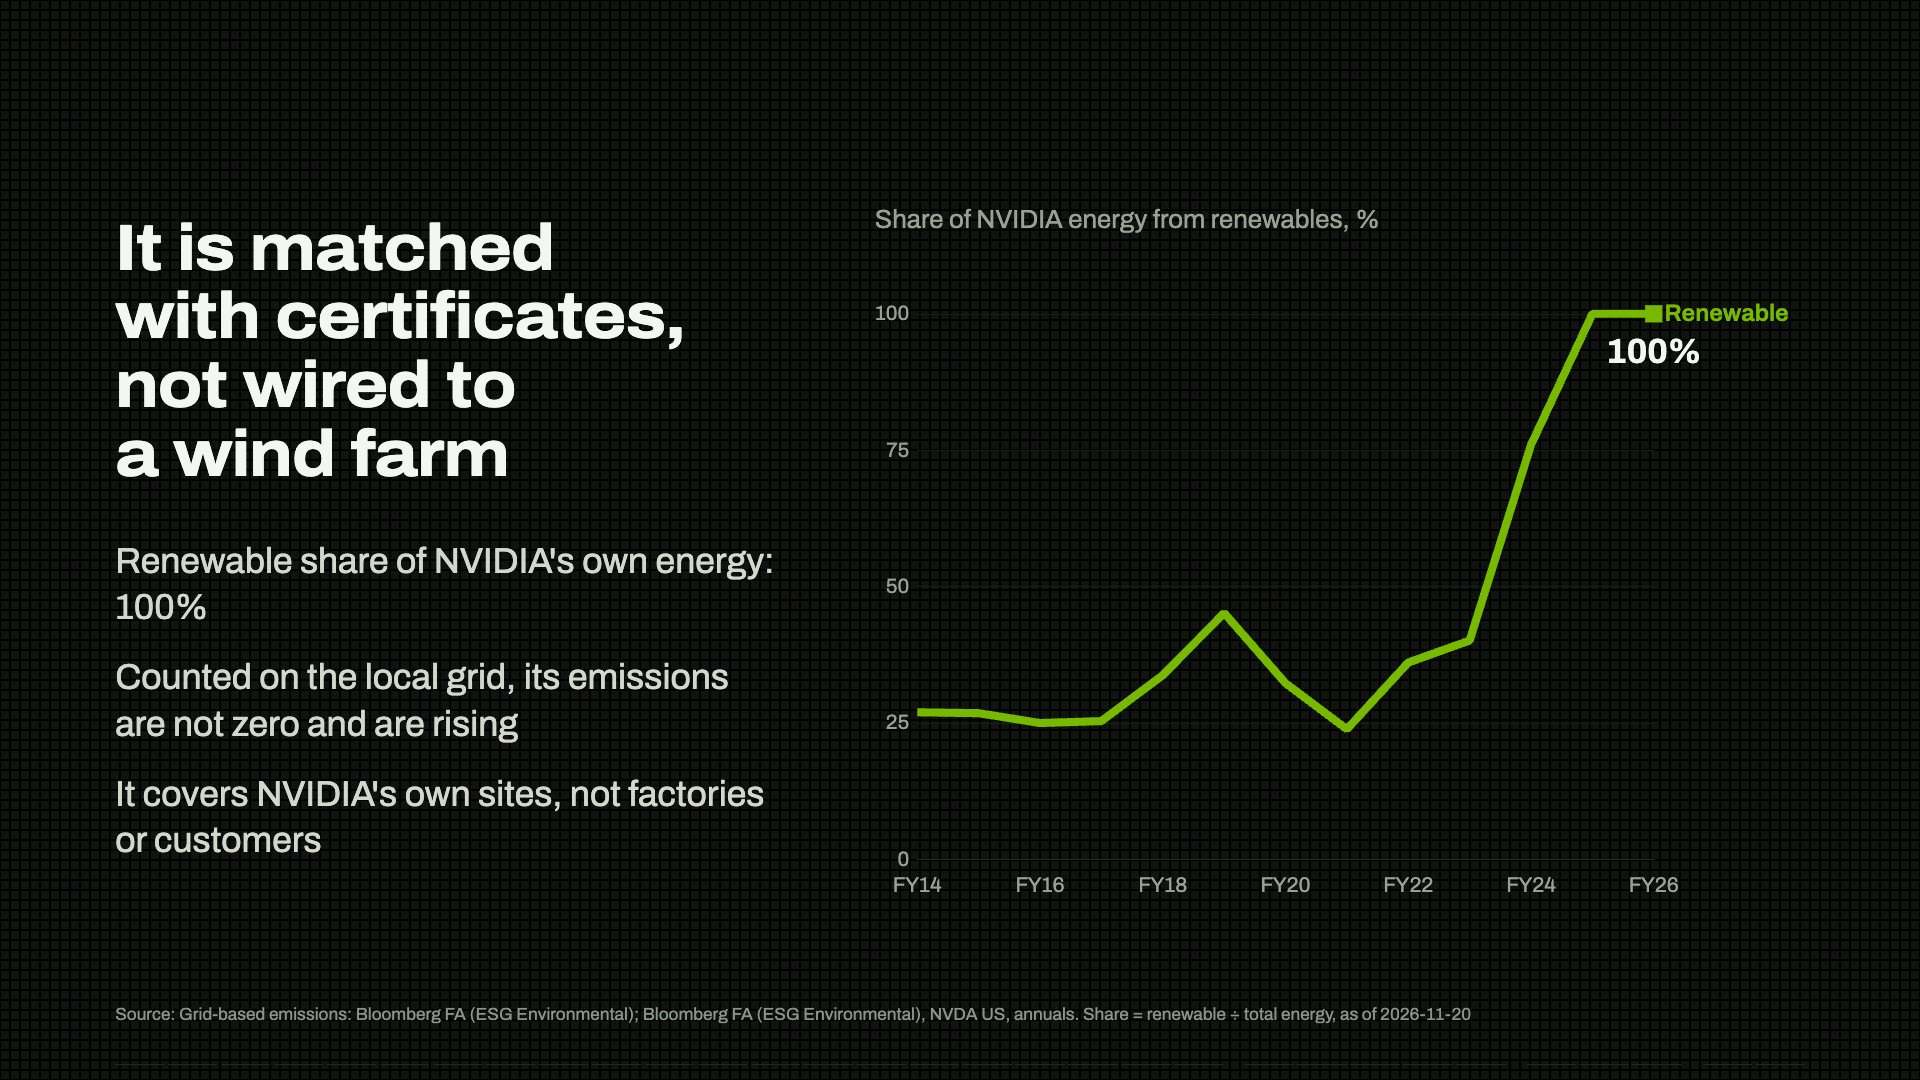 It is matched
with certificates,
not wired to
a wind farm
Renewable share of NVIDIA's own energy:
100%
Counted on the local grid, its emissions
are not zero and are rising
It covers NVIDIA's own sites, not factories
or customers
Share of NVIDIA energy from renewables, %
100
75
50
25
0
Renewable
100%
FY14 FY16 FY18 FY20 FY22 FY24 FY26
Source: Grid-based emissions: Bloomberg FA (ESG Environmental); Bloomberg FA (ESG Environmental), NVDA US, annuals. Share = renewable ÷ total energy, as of 2026-11-20